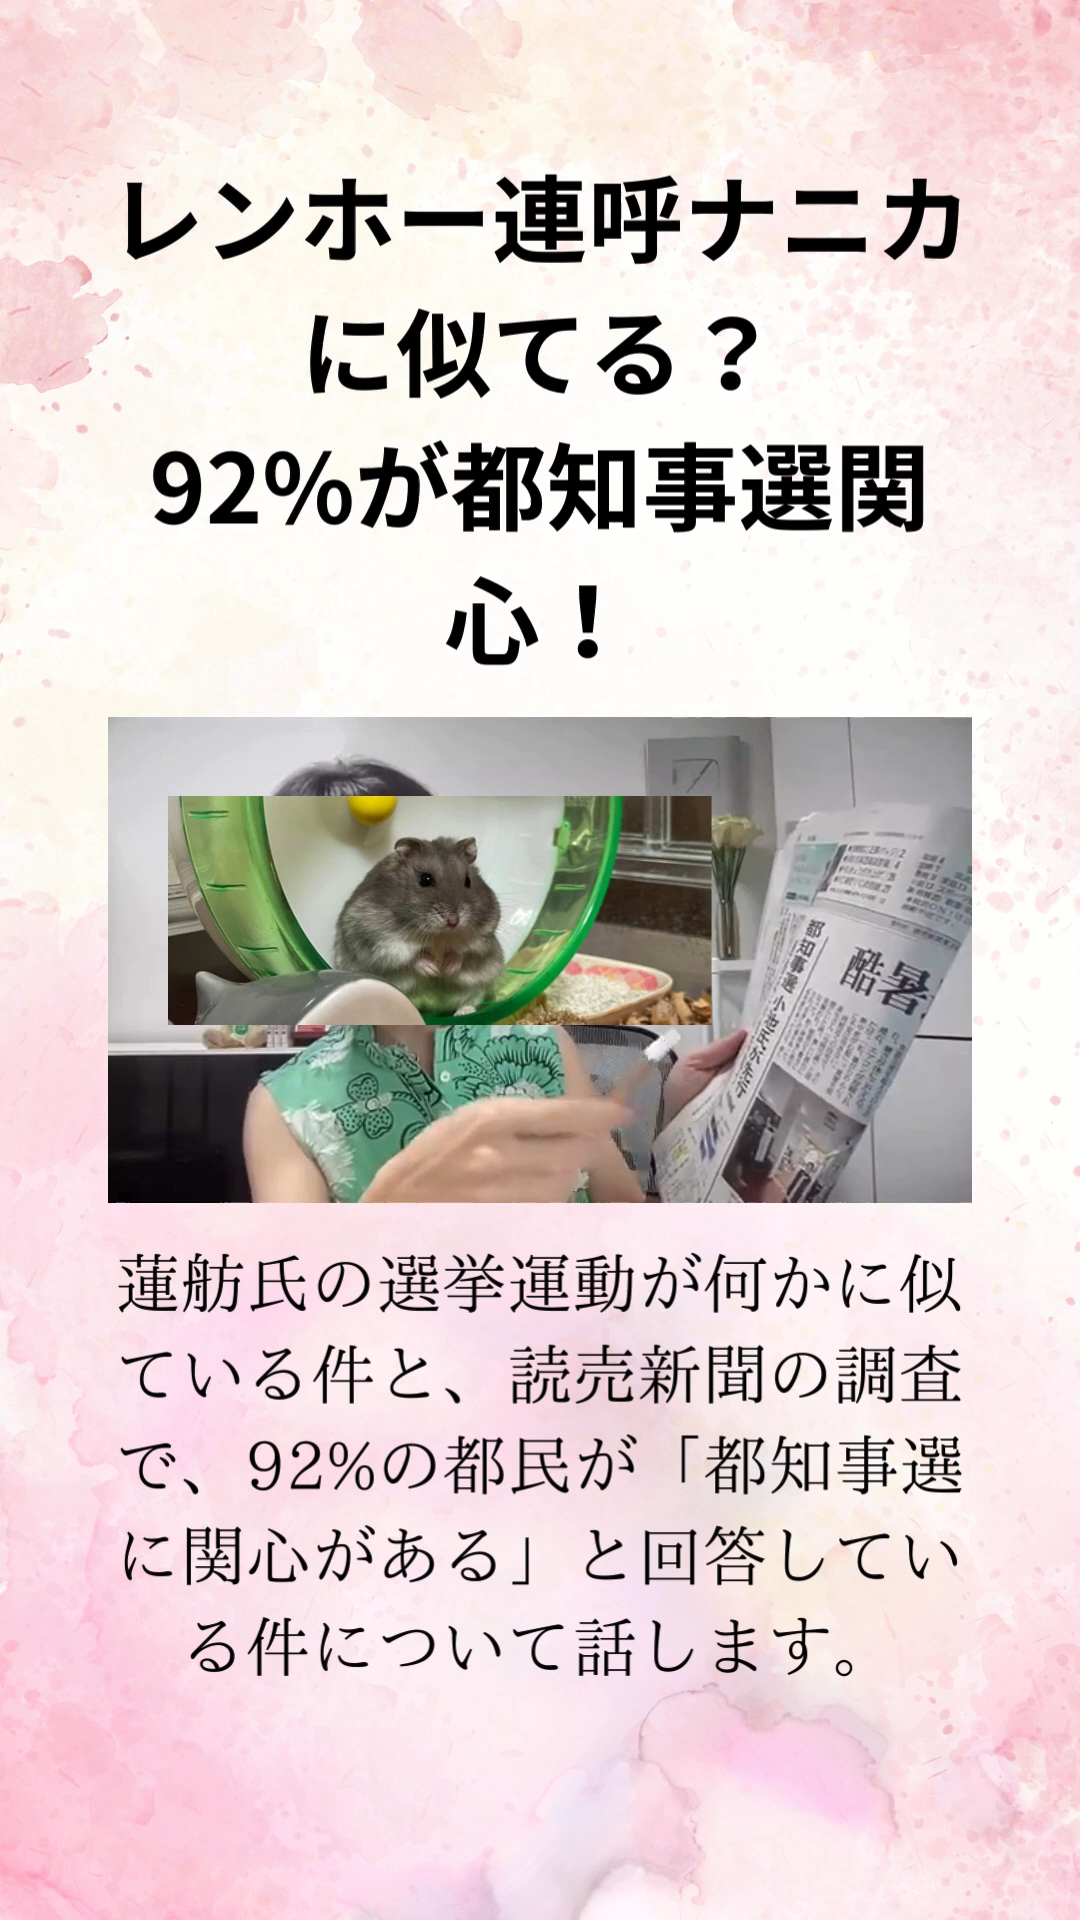 レンホー連呼ナニカ
に似てる？
92%が都知事選関
心！
酷暑
都知事選 小池氏が先行
蓮舫氏の選挙運動が何かに似
ている件と、読売新聞の調査
で、92%の都民が「都知事選
に関心がある」と回答してい
る件について話します。